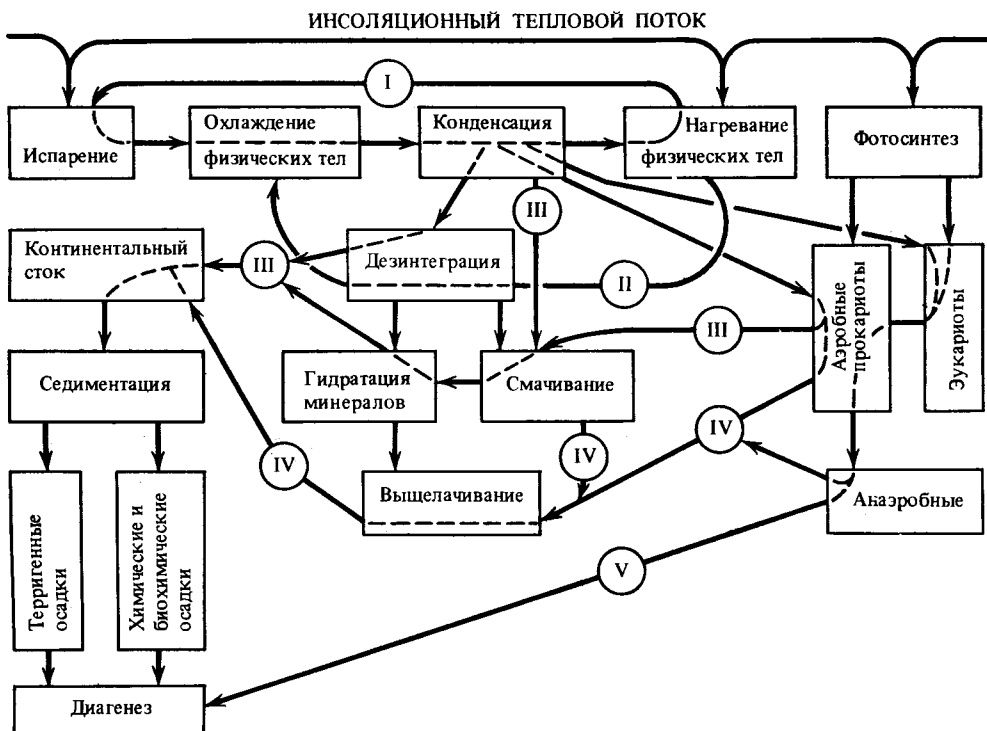 ИНСОЛЯЦИОННЫЙ ТЕПЛОВОЙ ПОТОК
I
Испарение
Охлаждение
физических тел
Конденсация
Нагревание
физических тел
Фотосинтез
III
Континентальный
сток
III
Дезинтеграция
II
Аэробные
прокариоты
Эукариоты
III
Седиментация
Гидратация
минералов
Смачивание
IV
IV
IV
Выщелачивание
Анаэробные
Терригенные
осадки
Химические и
биохимические
осадки
V
Диагенез